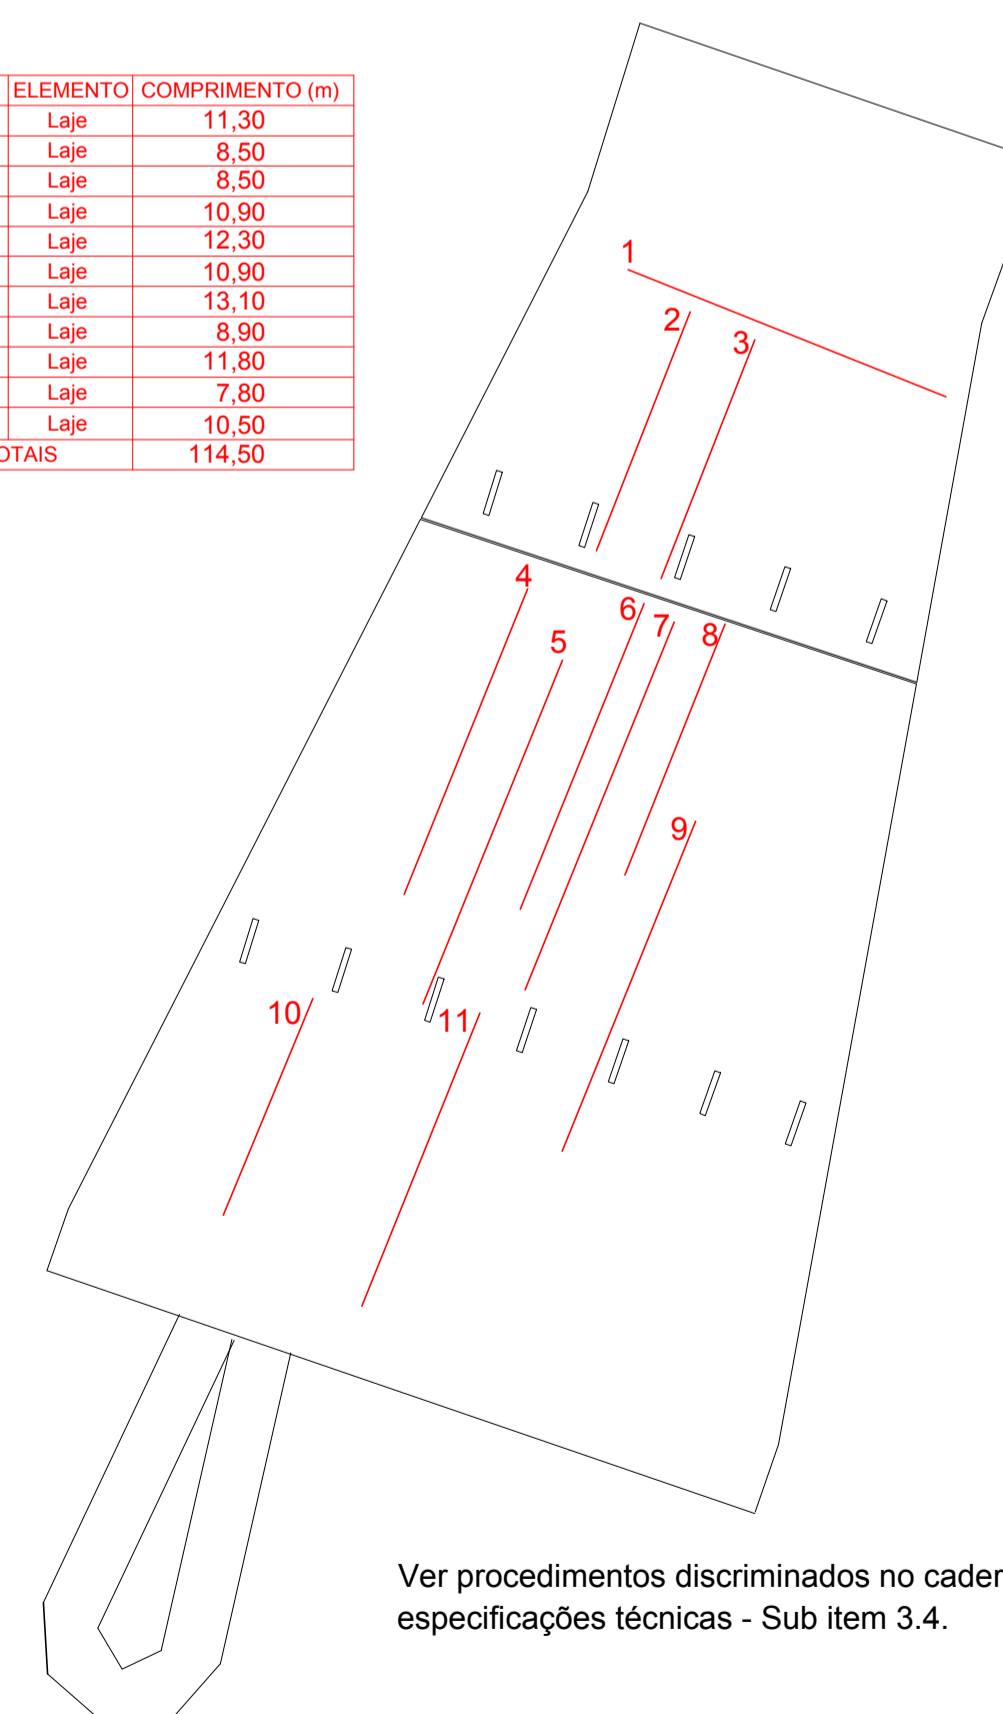 ELEMENTO COMPRIMENTO (m)
Laje 11,30
Laje 8,50
Laje 8,50
Laje 10,90
Laje 12,30
Laje 10,90
Laje 13,10
Laje 8,90
Laje 11,80
Laje 7,80
Laje 10,50
OTAIS 114,50
1
2
3
4
6
7
8
5
9
10
11
Ver procedimentos discriminados no cader
especificações técnicas - Sub item 3.4.